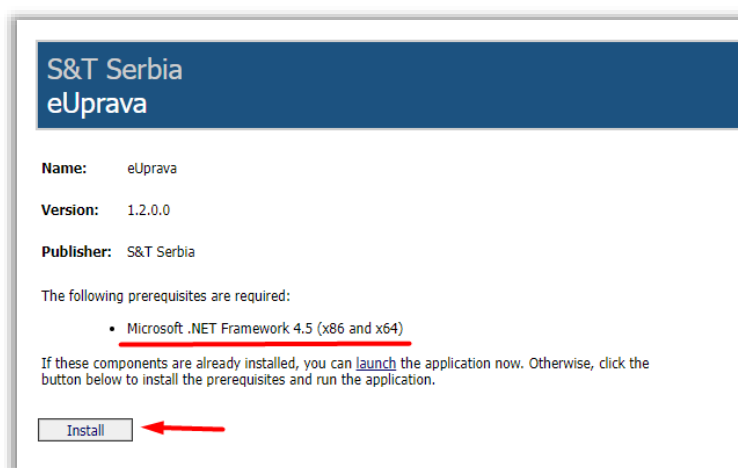 S&T Serbia
eUprava
Name: eUprava
Version: 1.2.0.0
Publisher: S&T Serbia
The following prerequisites are required:
• Microsoft .NET Framework 4.5 (x86 and x64)
If these components are already installed, you can launch the application now. Otherwise, click the
button below to install the prerequisites and run the application.
Install